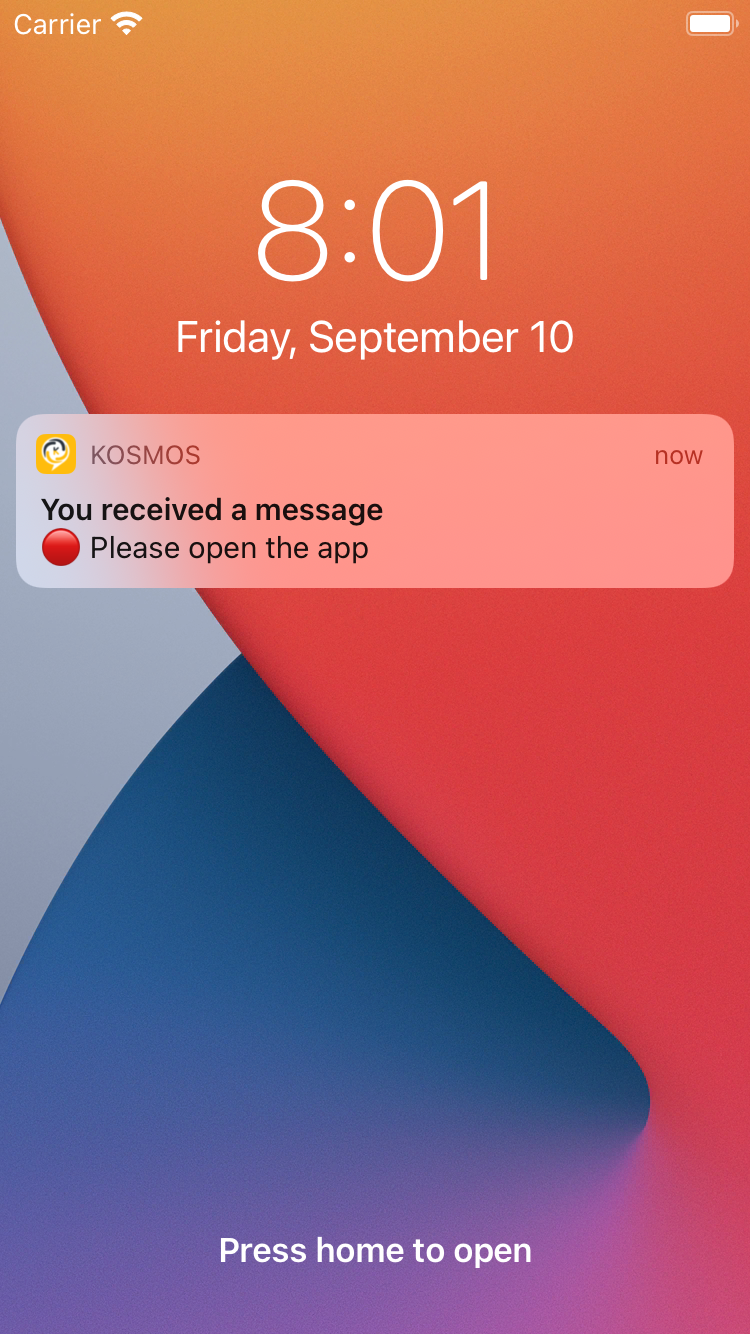 Carrier
8:01
Friday, September 10
KOSMOS now
You received a message
🔴 Please open the app
Press home to open